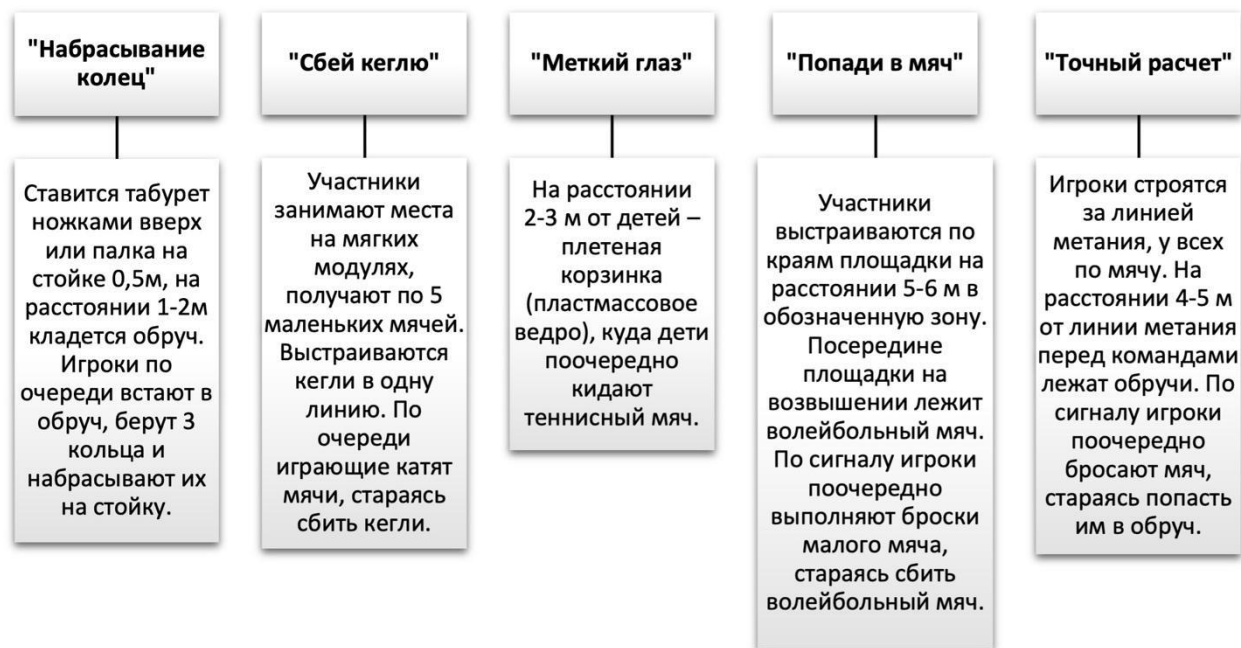 "Набрасывание
колец"
Ставится табурет
ножками вверх
или палка на
стойке 0,5м, на
расстоянии 1-2м
кладется обруч.
Игроки по
очереди встают в
обруч, берут 3
кольца и
набрасывают их
на стойку.
"Сбей кеглю"
Участники
занимают места
на мягких
модулях,
получают по 5
маленьких мячей.
Выстраиваются
кегли в одну
линию. По
очереди
играющие катят
мячи, стараясь
сбить кегли.
"Меткий глаз"
На расстоянии
2-3 м от детей –
плетеная
корзинка
(пластмассовое
ведро), куда дети
поочередно
кидают
теннисный мяч.
"Попади в мяч"
Участники
выстраиваются по
краям площадки на
расстоянии 5-6 м в
обозначенную зону.
Посередине
площадки на
возвышении лежит
волейбольный мяч.
По сигналу игроки
поочередно
выполняют броски
малого мяча,
стараясь сбить
волейбольный мяч.
"Точный расчет"
Игроки строятся
за линией
метания, у всех
по мячу. На
расстоянии 4-5 м
от линии метания
перед командами
лежат обручи. По
сигналу игроки
поочередно
бросают мяч,
стараясь попасть
им в обруч.